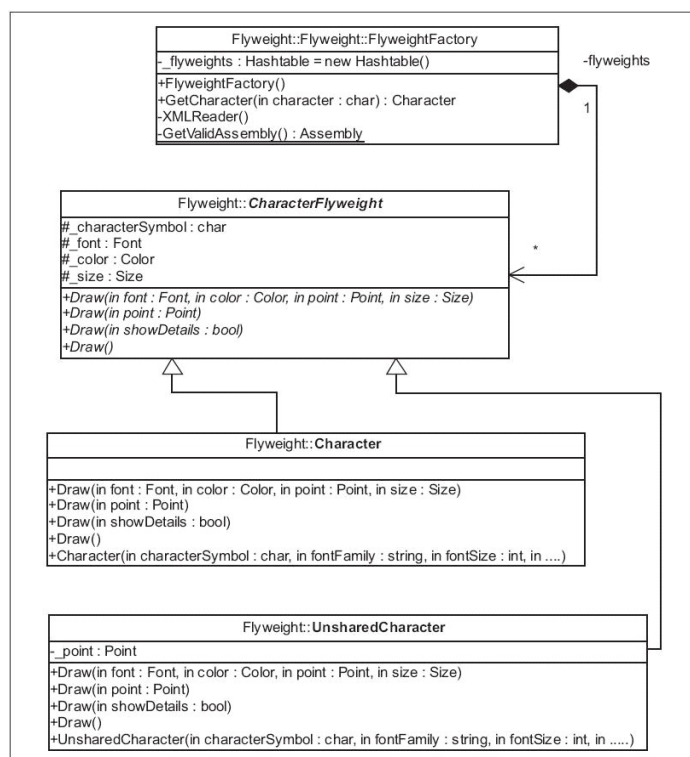 Flyweight::Flyweight::FlyweightFactory
-_flyweights : Hashtable = new Hashtable()
+FlyweightFactory()
+GetCharacter(in character : char) : Character
-XMLReader()
-GetValidAssembly() : Assembly
-flyweights
1
*
Flyweight::CharacterFlyweight
#_characterSymbol : char
#_font : Font
#_color : Color
#_size : Size
+Draw(in font : Font, in color : Color, in point : Point, in size : Size)
+Draw(in point : Point)
+Draw(in showDetails : bool)
+Draw()
Flyweight::Character
+Draw(in font : Font, in color : Color, in point : Point, in size : Size)
+Draw(in point : Point)
+Draw(in showDetails : bool)
+Draw()
+Character(in characterSymbol : char, in fontFamily : string, in fontSize : int, in ....)
Flyweight::UnsharedCharacter
-_point : Point
+Draw(in font : Font, in color : Color, in point : Point, in size : Size)
+Draw(in point : Point)
+Draw(in showDetails : bool)
+Draw()
+UnsharedCharacter(in characterSymbol : char, in fontFamily : string, in fontSize : int, in .....)